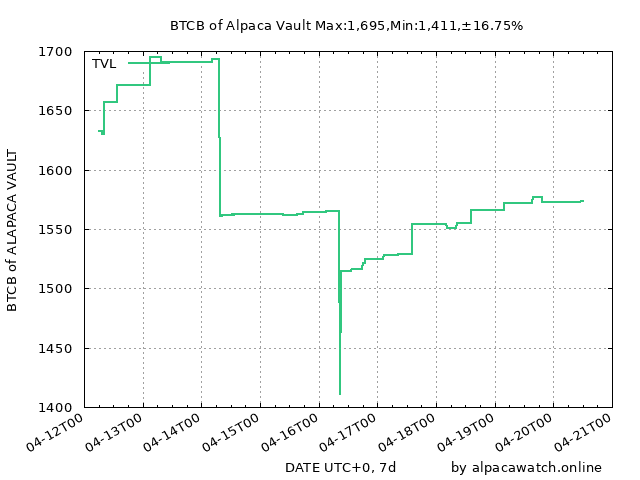 BTCB of Alpaca Vault Max:1,695,Min:1,411,±16.75%
TVL
BTCB of ALAPACA VAULT
1700
1650
1600
1550
1500
1450
1400
04-12T00
04-13T00
04-14T00
04-15T00
04-16T00
04-17T00
04-18T00
04-19T00
04-20T00
04-21T00
DATE UTC+0, 7d
by alpacawatch.online